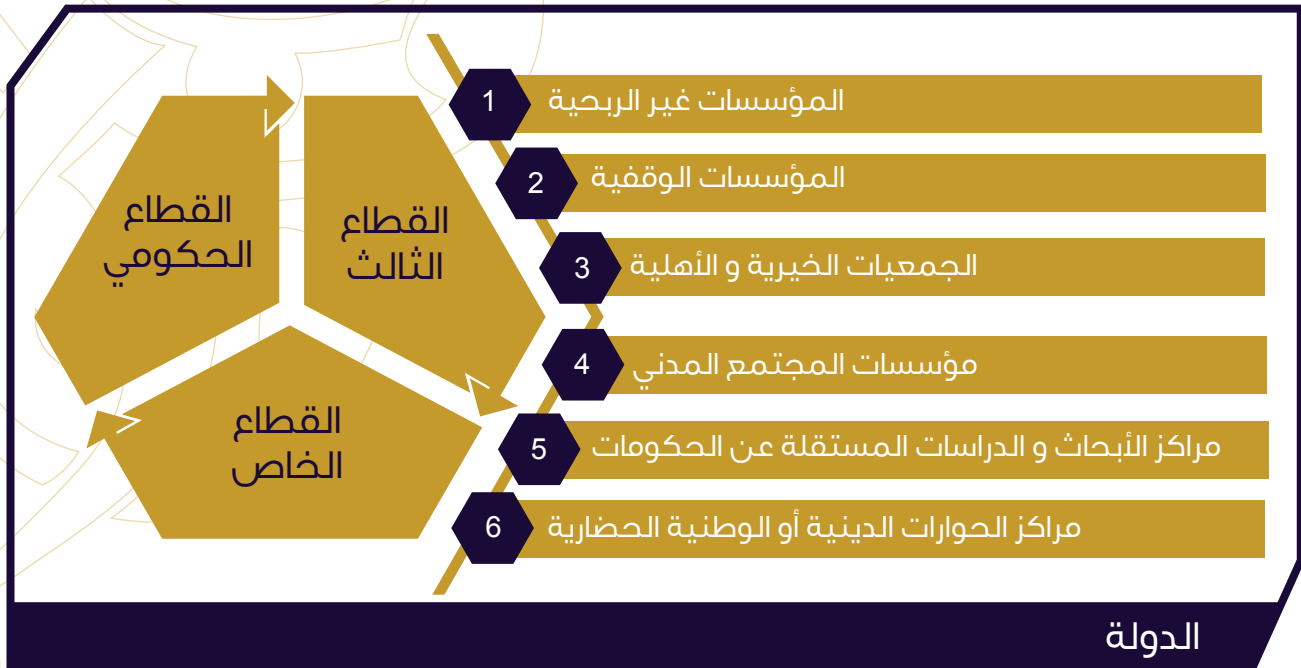 القطاع
الحكومي
القطاع
الثالث
القطاع
الخاص
1 المؤسسات غير الربحية
2 المؤسسات الوقفية
3 الجمعيات الخيرية و الأهلية
4 مؤسسات المجتمع المدني
5 مراكز الأبحاث و الدراسات المستقلة عن الحكومات
6 مراكز الحوارات الدينية أو الوطنية الحضارية
الدولة